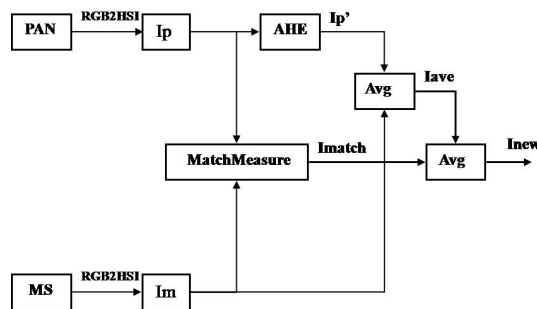 RGB2HSI
PAN
Ip
AHE
Ip’
Avg
Iave
MatchMeasure
Imatch
Avg
Inew
RGB2HSI
MS
Im